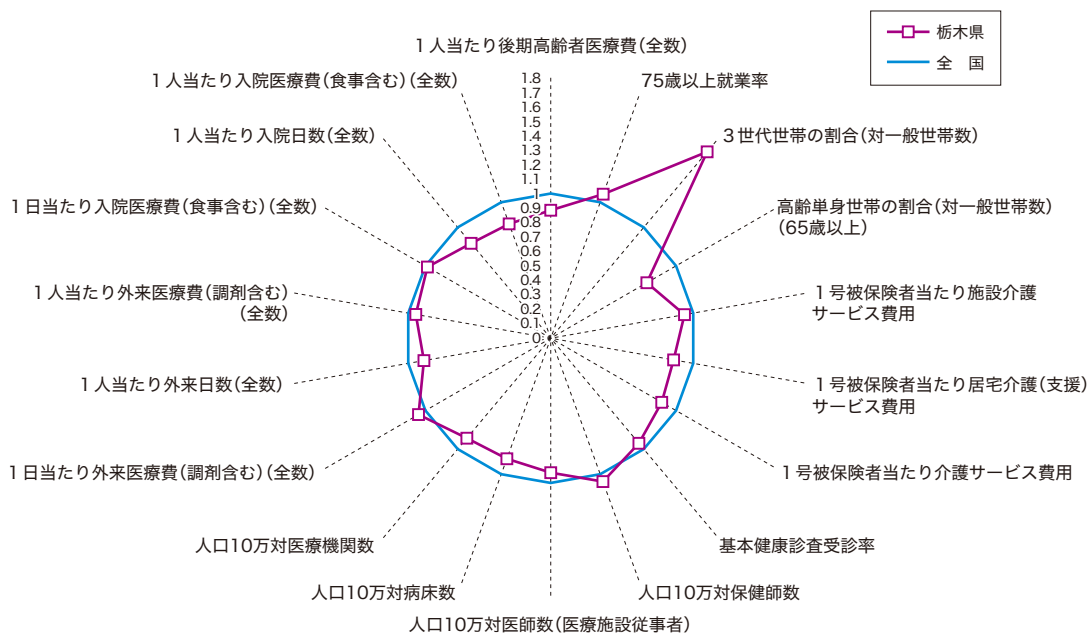 栃木県
全　国
1人当たり後期高齢者医療費(全数)
75歳以上就業率
3世代世帯の割合(対一般世帯数)
高齢単身世帯の割合(対一般世帯数)
(65歳以上)
1号被保険者当たり施設介護
サービス費用
1号被保険者当たり居宅介護(支援)
サービス費用
1号被保険者当たり介護サービス費用
基本健康診査受診率
人口10万対保健師数
人口10万対医師数(医療施設従事者)
人口10万対病床数
人口10万対医療機関数
1日当たり外来医療費(調剤含む)(全数)
1人当たり外来日数(全数)
1人当たり外来医療費(調剤含む)
(全数)
1日当たり入院医療費(食事含む)(全数)
1人当たり入院日数(全数)
1人当たり入院医療費(食事含む)(全数)
1.8
1.7
1.6
1.5
1.4
1.3
1.2
1.1
1
0.9
0.8
0.7
0.6
0.5
0.4
0.3
0.2
0.1
0